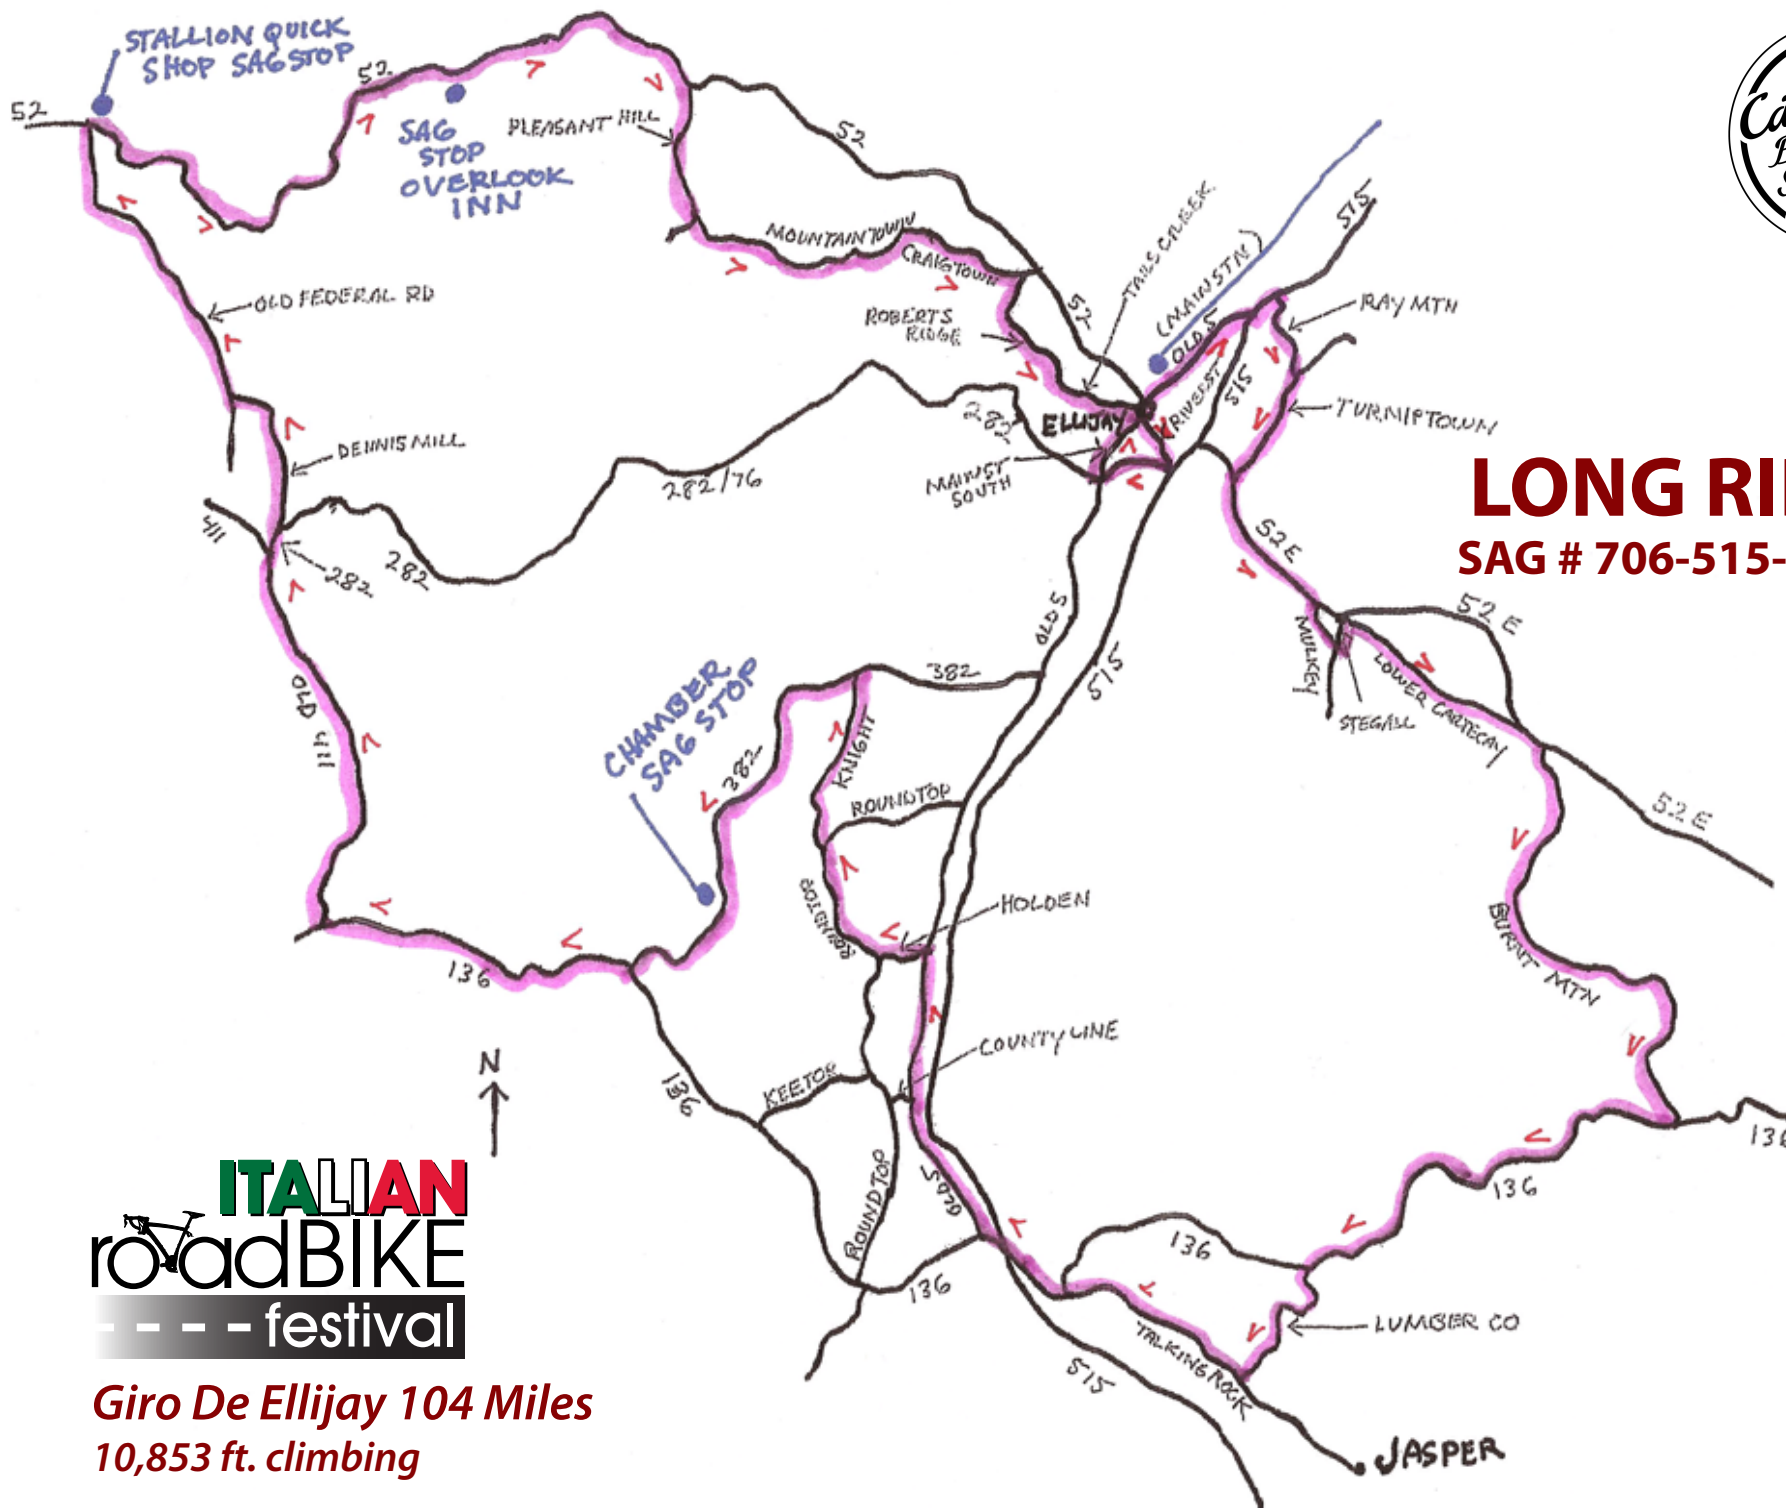 STALLION QUICK
SHOP SAG STOP
52
52
SAG
STOP
OVERLOOK
INN
PLEASANT HILL
52
MOUNTAINTOWN
CRAIGTOWN
TAILS CREEK
(MAIN ST N)
515
OLD FEDERAL RD
ROBERTS
RIDGE
52
OLD 5
RAY MTN
RIVER ST
515
TURNIPTOWN
282
ELLIJAY
DENNIS MILL
MAIN ST
SOUTH
282/76
411
282
282
LONG RI
SAG # 706-515-
52 E
52 E
OLD 5
MULKEY
LOWER CARTECAY
STEGALL
515
OLD 411
CHAMBER
SAG STOP
382
382
KNIGHT
ROUNDTOP
52 E
ROUNDTOP
HOLDEN
BURNT MTN
136
N
COUNTY LINE
KEETOR
136
136
ROUNDTOP
OLD 5
136
136
136
LUMBER CO
TALKING ROCK
515
JASPER
ITALIAN
roadBIKE
festival
Giro De Ellijay 104 Miles
10,853 ft. climbing